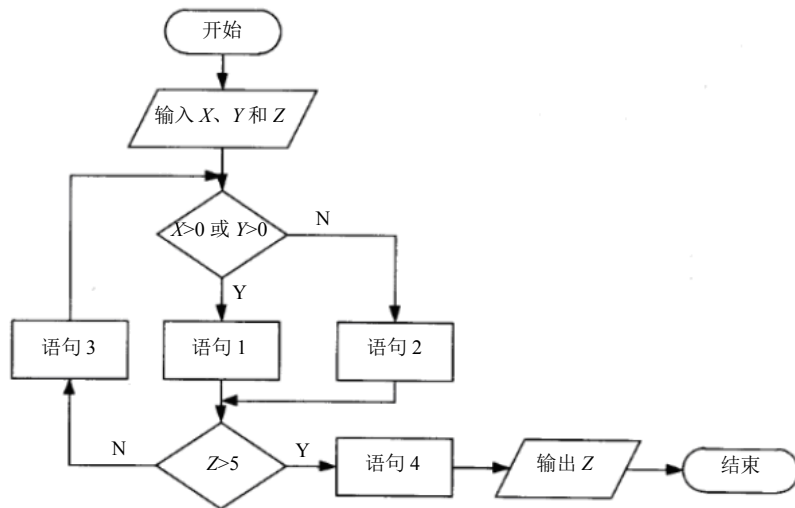 开始
输入 X、Y 和 Z
X>0 或 Y>0
N
Y
语句 3
语句 1
语句 2
N
Z>5
Y
语句 4
输出 Z
结束